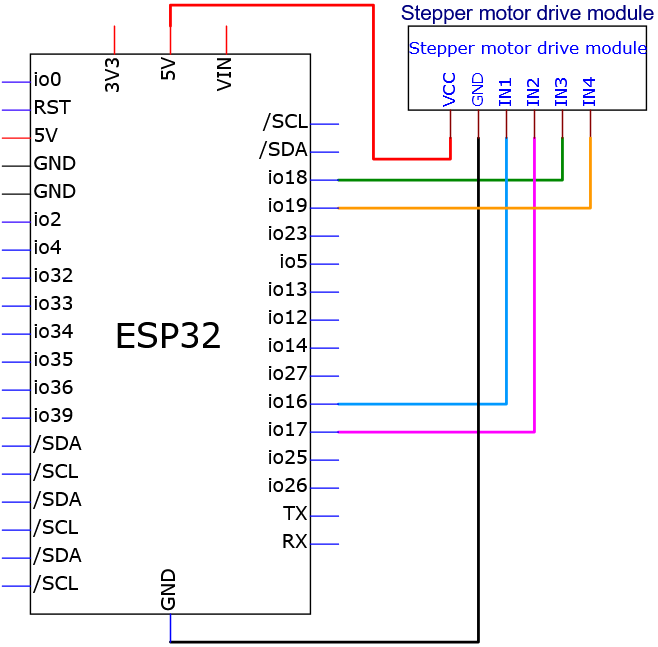 Stepper motor drive module
Stepper motor drive module
VCC
GND
IN1
IN2
IN3
IN4
3V3
5V
VIN
io0
RST
5V
GND
GND
io2
io4
io32
io33
io34
io35
io36
io39
/SDA
/SCL
/SDA
/SCL
/SDA
/SCL
ESP32
/SCL
/SDA
io18
io19
io23
io5
io13
io12
io14
io27
io16
io17
io25
io26
TX
RX
GND